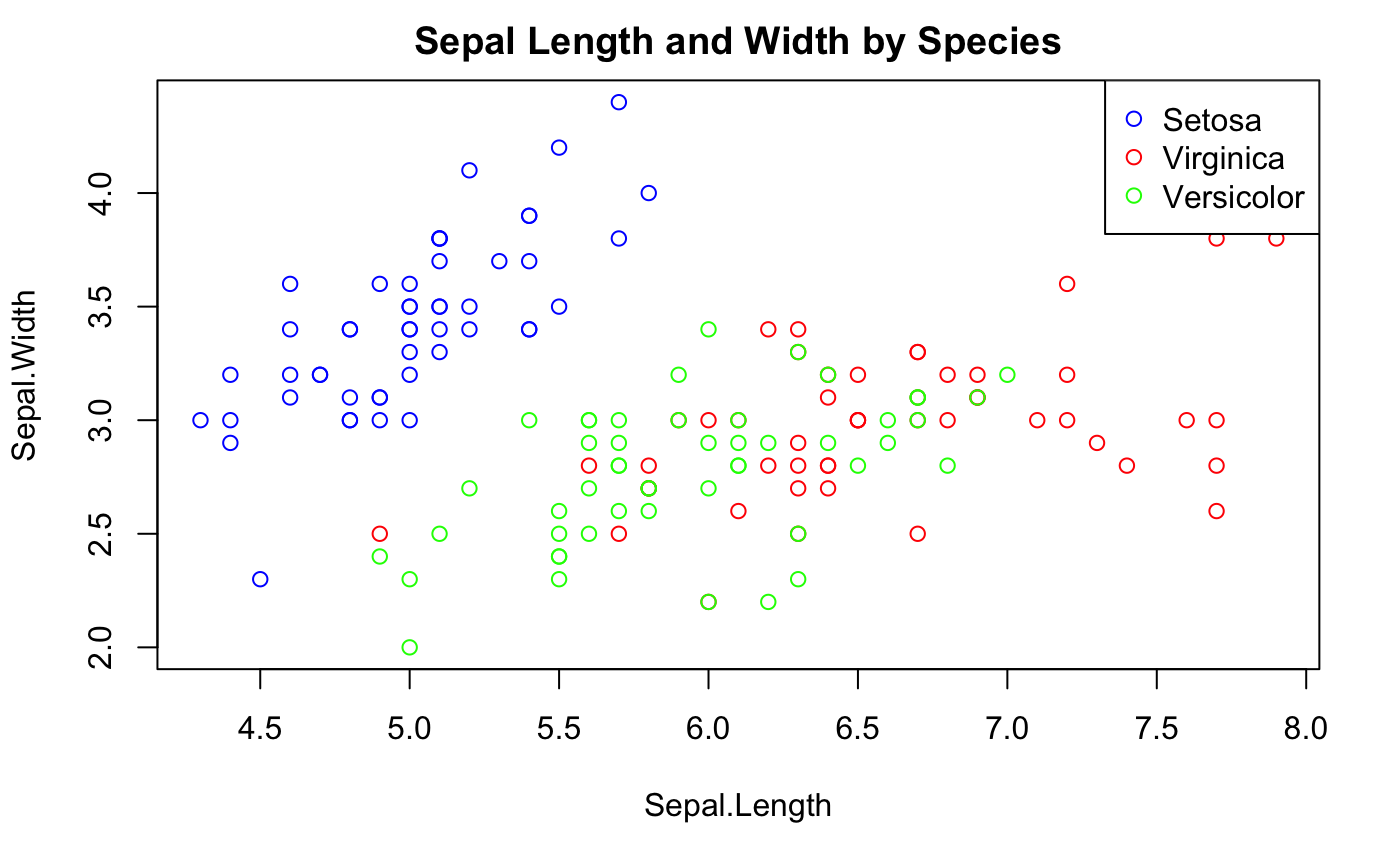 Sepal Length and Width by Species
Setosa
Virginica
Versicolor
Sepal.Width
4.0
3.5
3.0
2.5
2.0
4.5 5.0 5.5 6.0 6.5 7.0 7.5 8.0
Sepal.Length